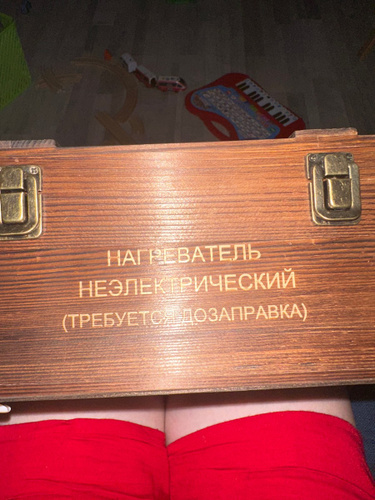 НАГРЕВАТЕЛЬ
НЕЭЛЕКТРИЧЕСКИЙ
(ТРЕБУЕТСЯ ДОЗАПРАВКА)